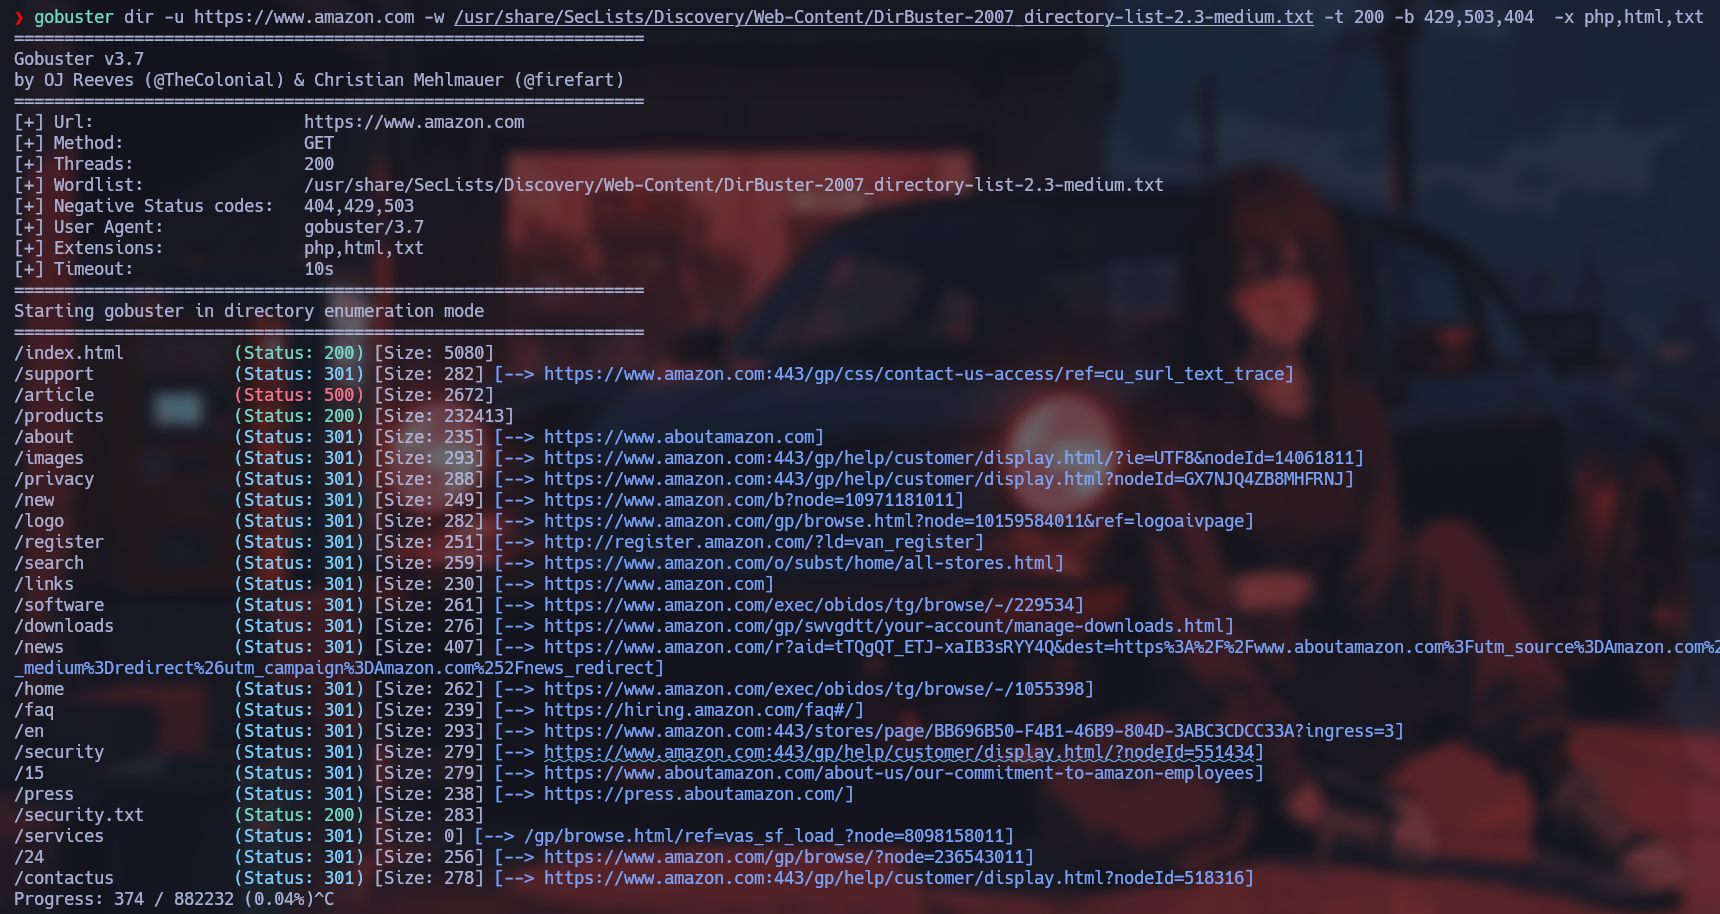 ❯ gobuster dir -u https://www.amazon.com -w /usr/share/SecLists/Discovery/Web-Content/DirBuster-2007_directory-list-2.3-medium.txt -t 200 -b 429,503,404  -x php,html,txt
===============================================================
Gobuster v3.7
by OJ Reeves (@TheColonial) & Christian Mehlmauer (@firefart)
===============================================================
[+] Url:                     https://www.amazon.com
[+] Method:                  GET
[+] Threads:                 200
[+] Wordlist:                /usr/share/SecLists/Discovery/Web-Content/DirBuster-2007_directory-list-2.3-medium.txt
[+] Negative Status codes:   404,429,503
[+] User Agent:              gobuster/3.7
[+] Extensions:              php,html,txt
[+] Timeout:                 10s
===============================================================
Starting gobuster in directory enumeration mode
===============================================================
/index.html           (Status: 200) [Size: 5080]
/support              (Status: 301) [Size: 282] [--> https://www.amazon.com:443/gp/css/contact-us-access/ref=cu_surl_text_trace]
/article              (Status: 500) [Size: 2672]
/products             (Status: 200) [Size: 232413]
/about                (Status: 301) [Size: 235] [--> https://www.aboutamazon.com]
/images               (Status: 301) [Size: 293] [--> https://www.amazon.com:443/gp/help/customer/display.html/?ie=UTF8&nodeId=14061811]
/privacy              (Status: 301) [Size: 288] [--> https://www.amazon.com:443/gp/help/customer/display.html?nodeId=GX7NJQ4ZB8MHFRNJ]
/new                  (Status: 301) [Size: 249] [--> https://www.amazon.com/b?node=10971181011]
/logo                 (Status: 301) [Size: 282] [--> https://www.amazon.com/gp/browse.html?node=10159584011&ref=logoaivpage]
/register             (Status: 301) [Size: 251] [--> http://register.amazon.com/?ld=van_register]
/search               (Status: 301) [Size: 259] [--> https://www.amazon.com/o/subst/home/all-stores.html]
/links                (Status: 301) [Size: 230] [--> https://www.amazon.com]
/software             (Status: 301) [Size: 261] [--> https://www.amazon.com/exec/obidos/tg/browse/-/229534]
/downloads            (Status: 301) [Size: 276] [--> https://www.amazon.com/gp/swvgdtt/your-account/manage-downloads.html]
/news                 (Status: 301) [Size: 407] [--> https://www.amazon.com/r?aid=tTQgQT_ETJ-xaIB3sRYY4Q&dest=https%3A%2F%2Fwww.aboutamazon.com%3Futm_source%3DAmazon.com%2
_medium%3Dredirect%26utm_campaign%3DAmazon.com%252Fnews_redirect]
/home                 (Status: 301) [Size: 262] [--> https://www.amazon.com/exec/obidos/tg/browse/-/1055398]
/faq                  (Status: 301) [Size: 239] [--> https://hiring.amazon.com/faq#/]
/en                   (Status: 301) [Size: 293] [--> https://www.amazon.com:443/stores/page/BB696B50-F4B1-46B9-804D-3ABC3CDCC33A?ingress=3]
/security             (Status: 301) [Size: 279] [--> https://www.amazon.com:443/gp/help/customer/display.html/?nodeId=551434]
/15                   (Status: 301) [Size: 279] [--> https://www.aboutamazon.com/about-us/our-commitment-to-amazon-employees]
/press                (Status: 301) [Size: 238] [--> https://press.aboutamazon.com/]
/security.txt         (Status: 200) [Size: 283]
/services             (Status: 301) [Size: 0] [--> /gp/browse.html/ref=vas_sf_load_?node=8098158011]
/24                   (Status: 301) [Size: 256] [--> https://www.amazon.com/gp/browse/?node=236543011]
/contactus            (Status: 301) [Size: 278] [--> https://www.amazon.com:443/gp/help/customer/display.html?nodeId=518316]
Progress: 374 / 882232 (0.04%)^C